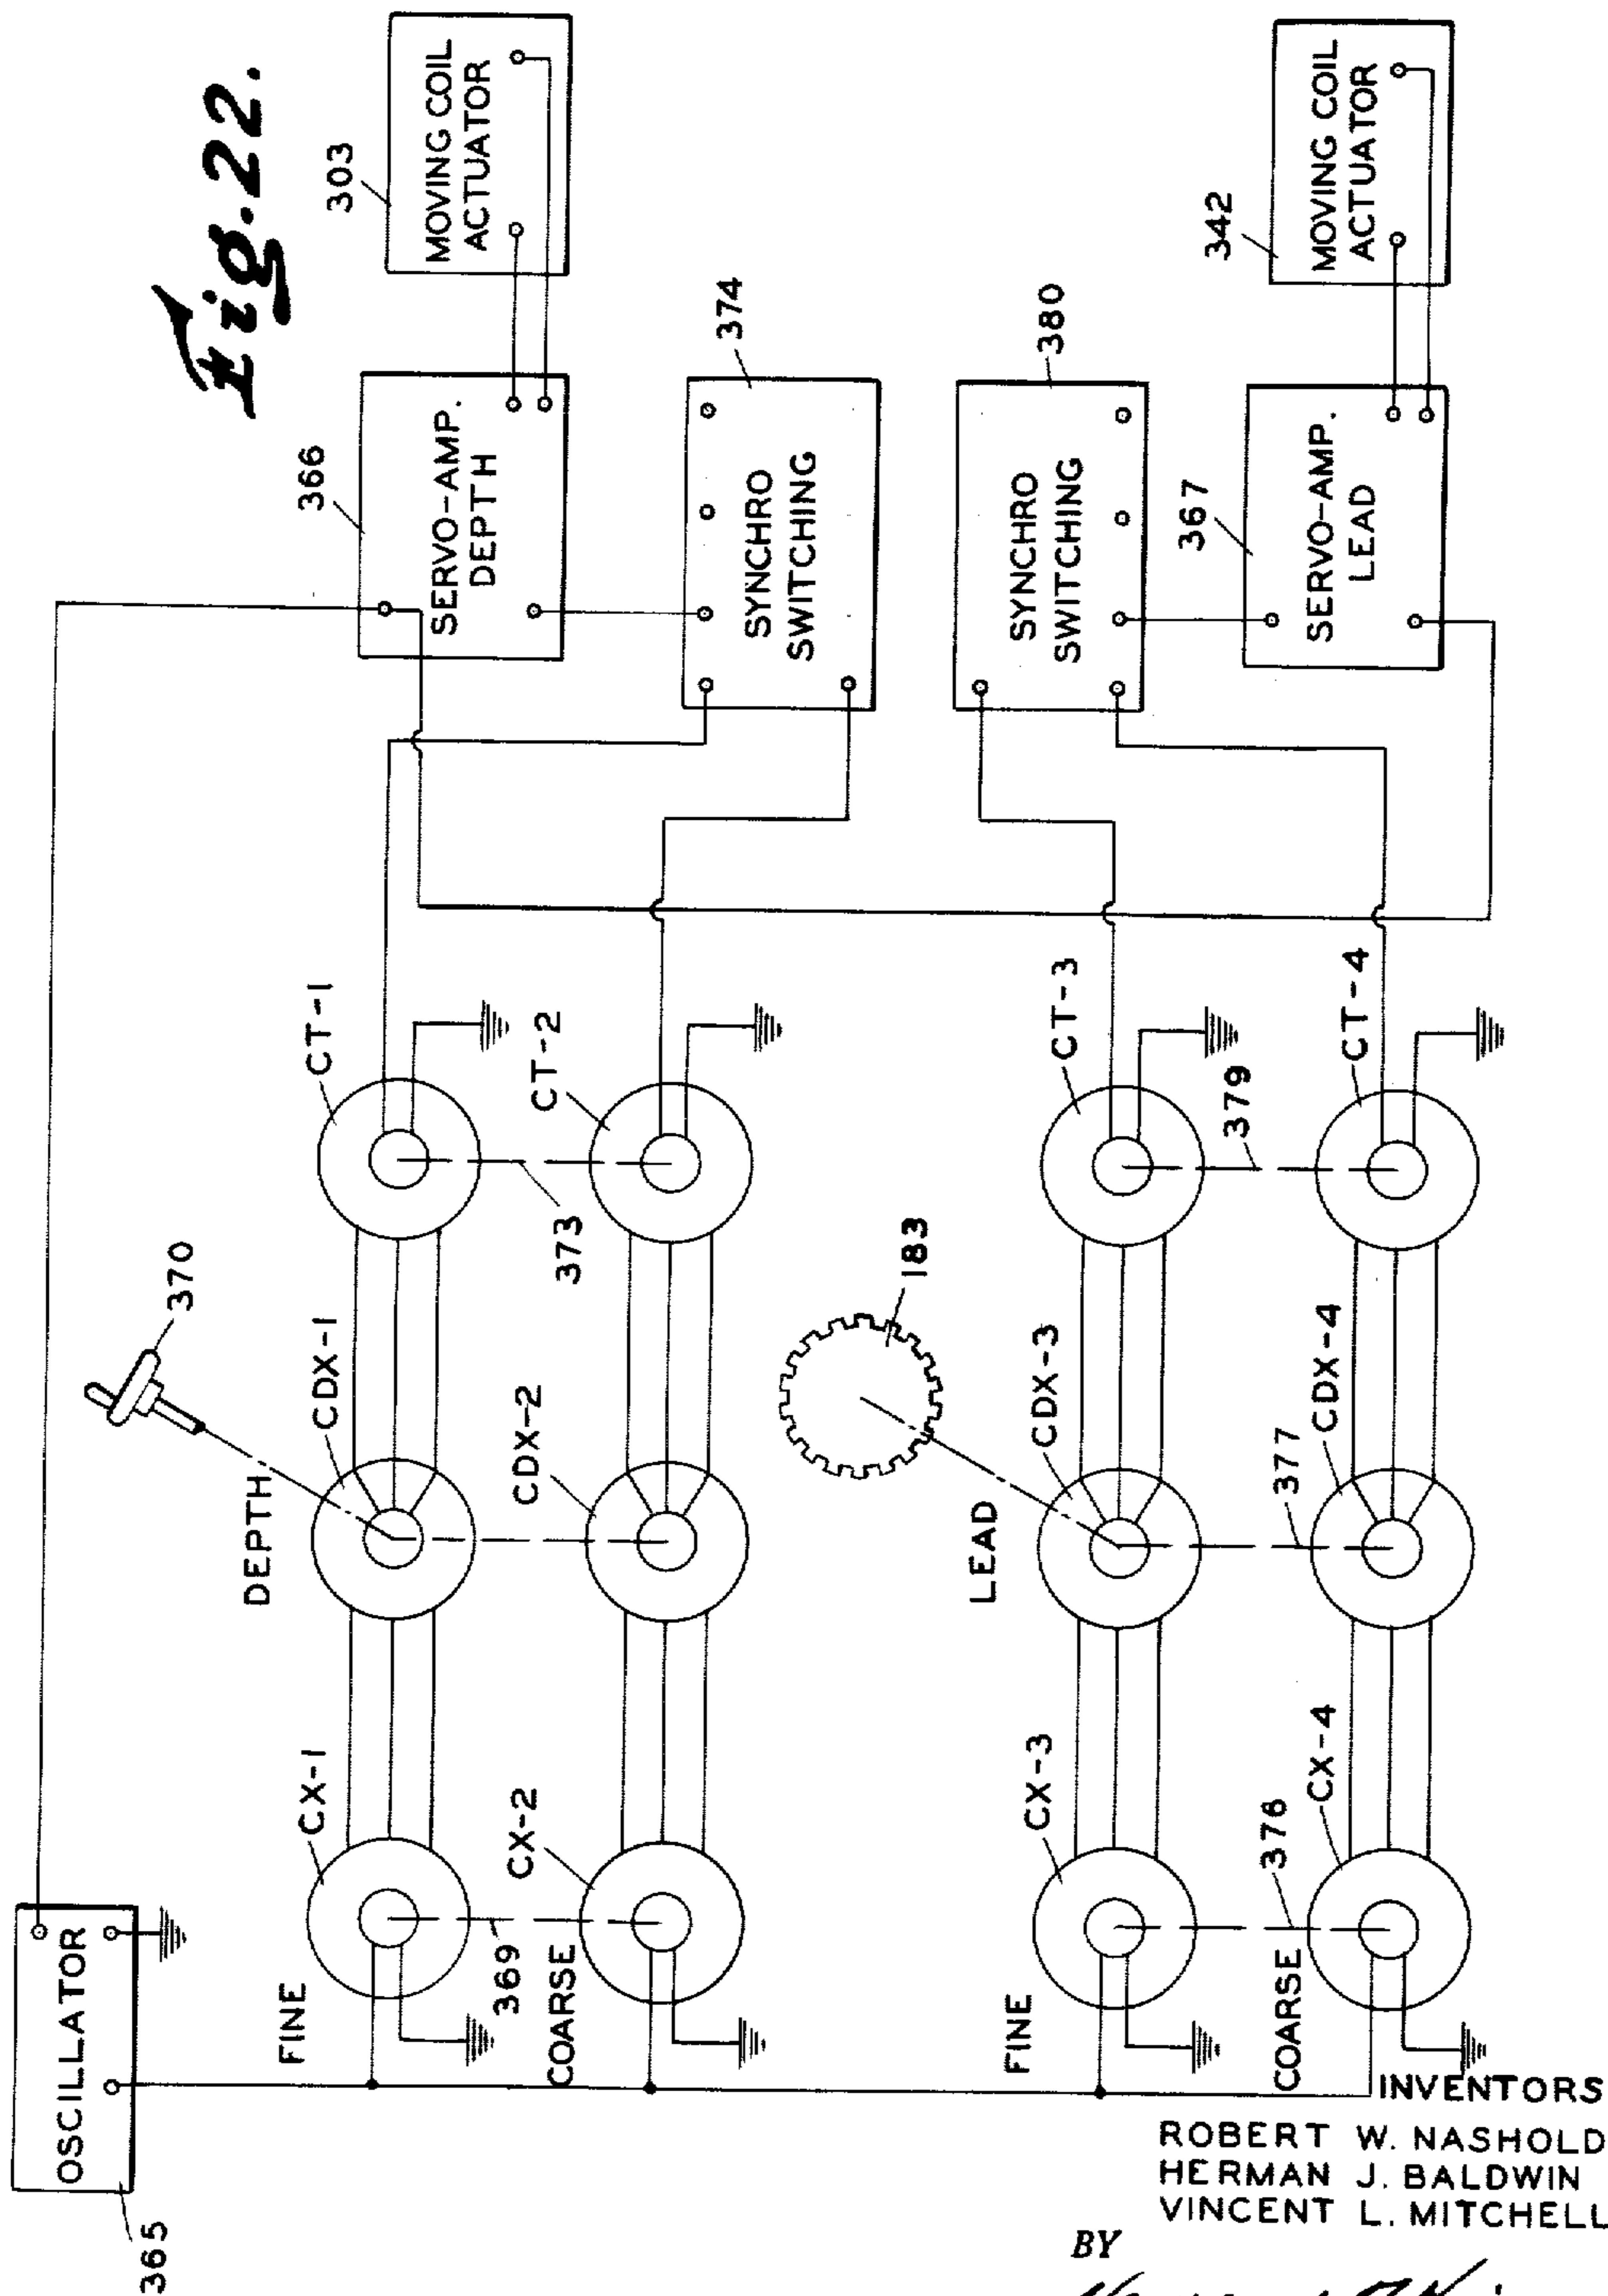 Fig. 22.
OSCILLATOR
365
FINE
CX-1
369
COARSE
CX-2
DEPTH
CDX-1
370
CDX-2
CT-1
373
CT-2
366
SERVO-AMP.
DEPTH
303
MOVING COIL
ACTUATOR
374
SYNCHRO
SWITCHING
FINE
CX-3
376
COARSE
CX-4
LEAD
CDX-3
183
377
CDX-4
CT-3
379
CT-4
380
SYNCHRO
SWITCHING
367
SERVO-AMP.
LEAD
342
MOVING COIL
ACTUATOR
INVENTORS
ROBERT W. NASHOLD
HERMAN J. BALDWIN
VINCENT L. MITCHELL
BY